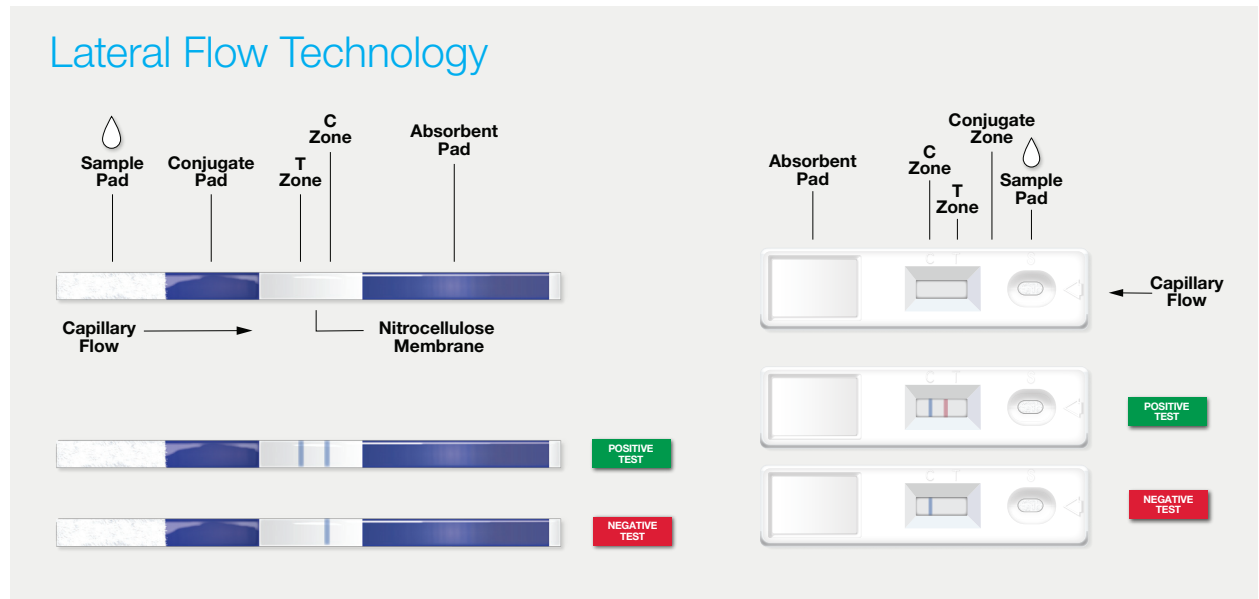 Lateral Flow Technology
Sample
Pad
Conjugate
Pad
T
Zone
C
Zone
Absorbent
Pad
Capillary
Flow
Nitrocellulose
Membrane
POSITIVE
TEST
NEGATIVE
TEST
Absorbent
Pad
C
Zone
T
Zone
Conjugate
Zone
Sample
Pad
C T S
Capillary
Flow
C T S
POSITIVE
TEST
C T S
NEGATIVE
TEST